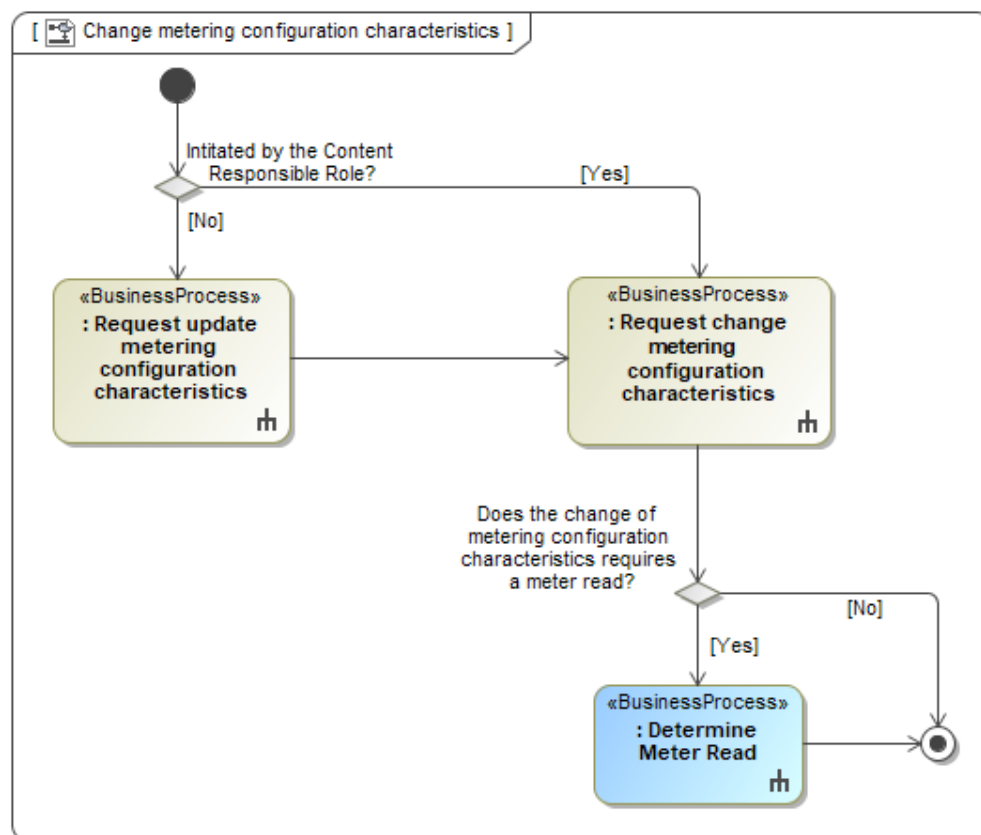 [ Change metering configuration characteristics ]
Intitated by the Content
Responsible Role?
[Yes]
[No]
«BusinessProcess»
: Request update
metering
configuration
characteristics
«BusinessProcess»
: Request change
metering
configuration
characteristics
Does the change of
metering configuration
characteristics requires
a meter read?
[No]
[Yes]
«BusinessProcess»
: Determine
Meter Read